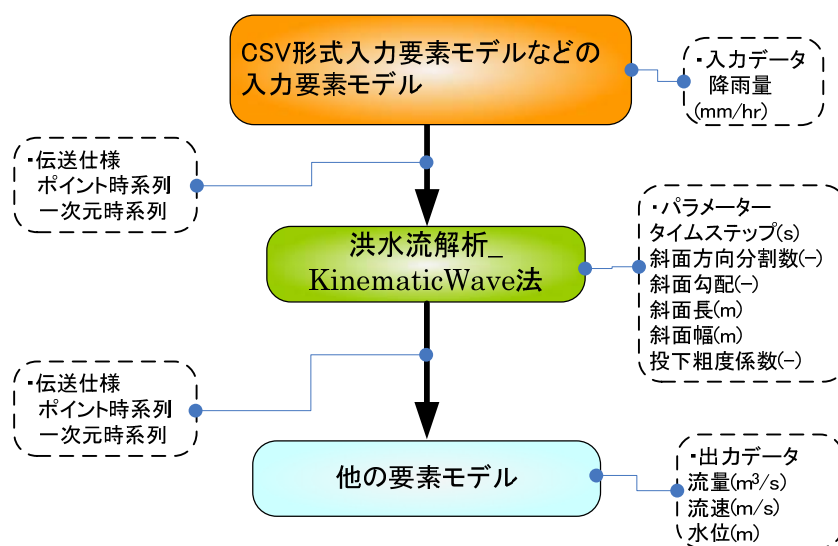 CSV形式入力要素モデルなどの
入力要素モデル
・入力データ
降雨量
(mm/hr)
・伝送仕様
ポイント時系列
一次元時系列
洪水流解析_
KinematicWave法
・パラメーター
タイムステップ(s)
斜面方向分割数(-)
斜面勾配(-)
斜面長(m)
斜面幅(m)
投下粗度係数(-)
・伝送仕様
ポイント時系列
一次元時系列
他の要素モデル
・出力データ
流量(m³/s)
流速(m/s)
水位(m)